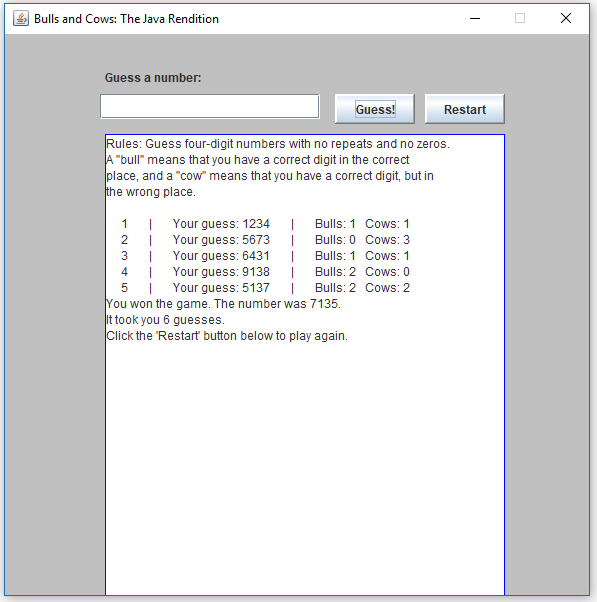 Bulls and Cows: The Java Rendition
Guess a number:
Guess! Restart
Rules: Guess four-digit numbers with no repeats and no zeros.
A "bull" means that you have a correct digit in the correct
place, and a "cow" means that you have a correct digit, but in
the wrong place.
1 | Your guess: 1234 | Bulls: 1 Cows: 1
2 | Your guess: 5673 | Bulls: 0 Cows: 3
3 | Your guess: 6431 | Bulls: 1 Cows: 1
4 | Your guess: 9138 | Bulls: 2 Cows: 0
5 | Your guess: 5137 | Bulls: 2 Cows: 2
You won the game. The number was 7135.
It took you 6 guesses.
Click the 'Restart' button below to play again.